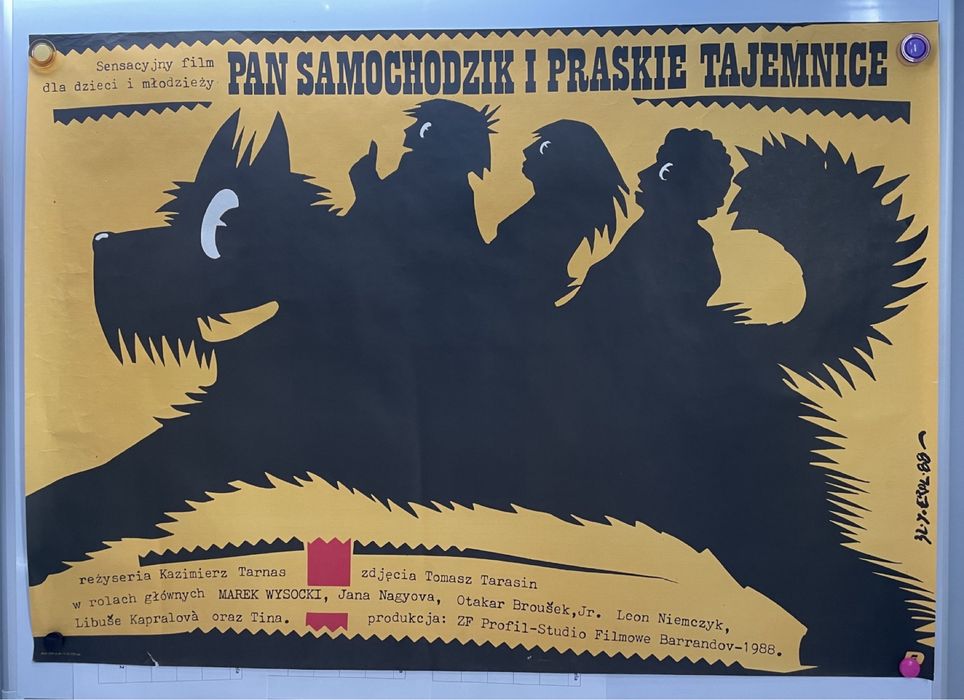 Sensacyjny film
dla dzieci i młodzieży
PAN SAMOCHODZIK I PRASKIE TAJEMNICE
reżyseria Kazimierz Tarnas
zdjęcia Tomasz Tarasin
w rolach głównych MAREK WYSOCKI, Jana Nagyova, Otakar Broušek,Jr. Leon Niemczyk,
Libuše Kapralovà oraz Tina.
produkcja: ZF Profil-Studio Filmowe Barrandov-1988.